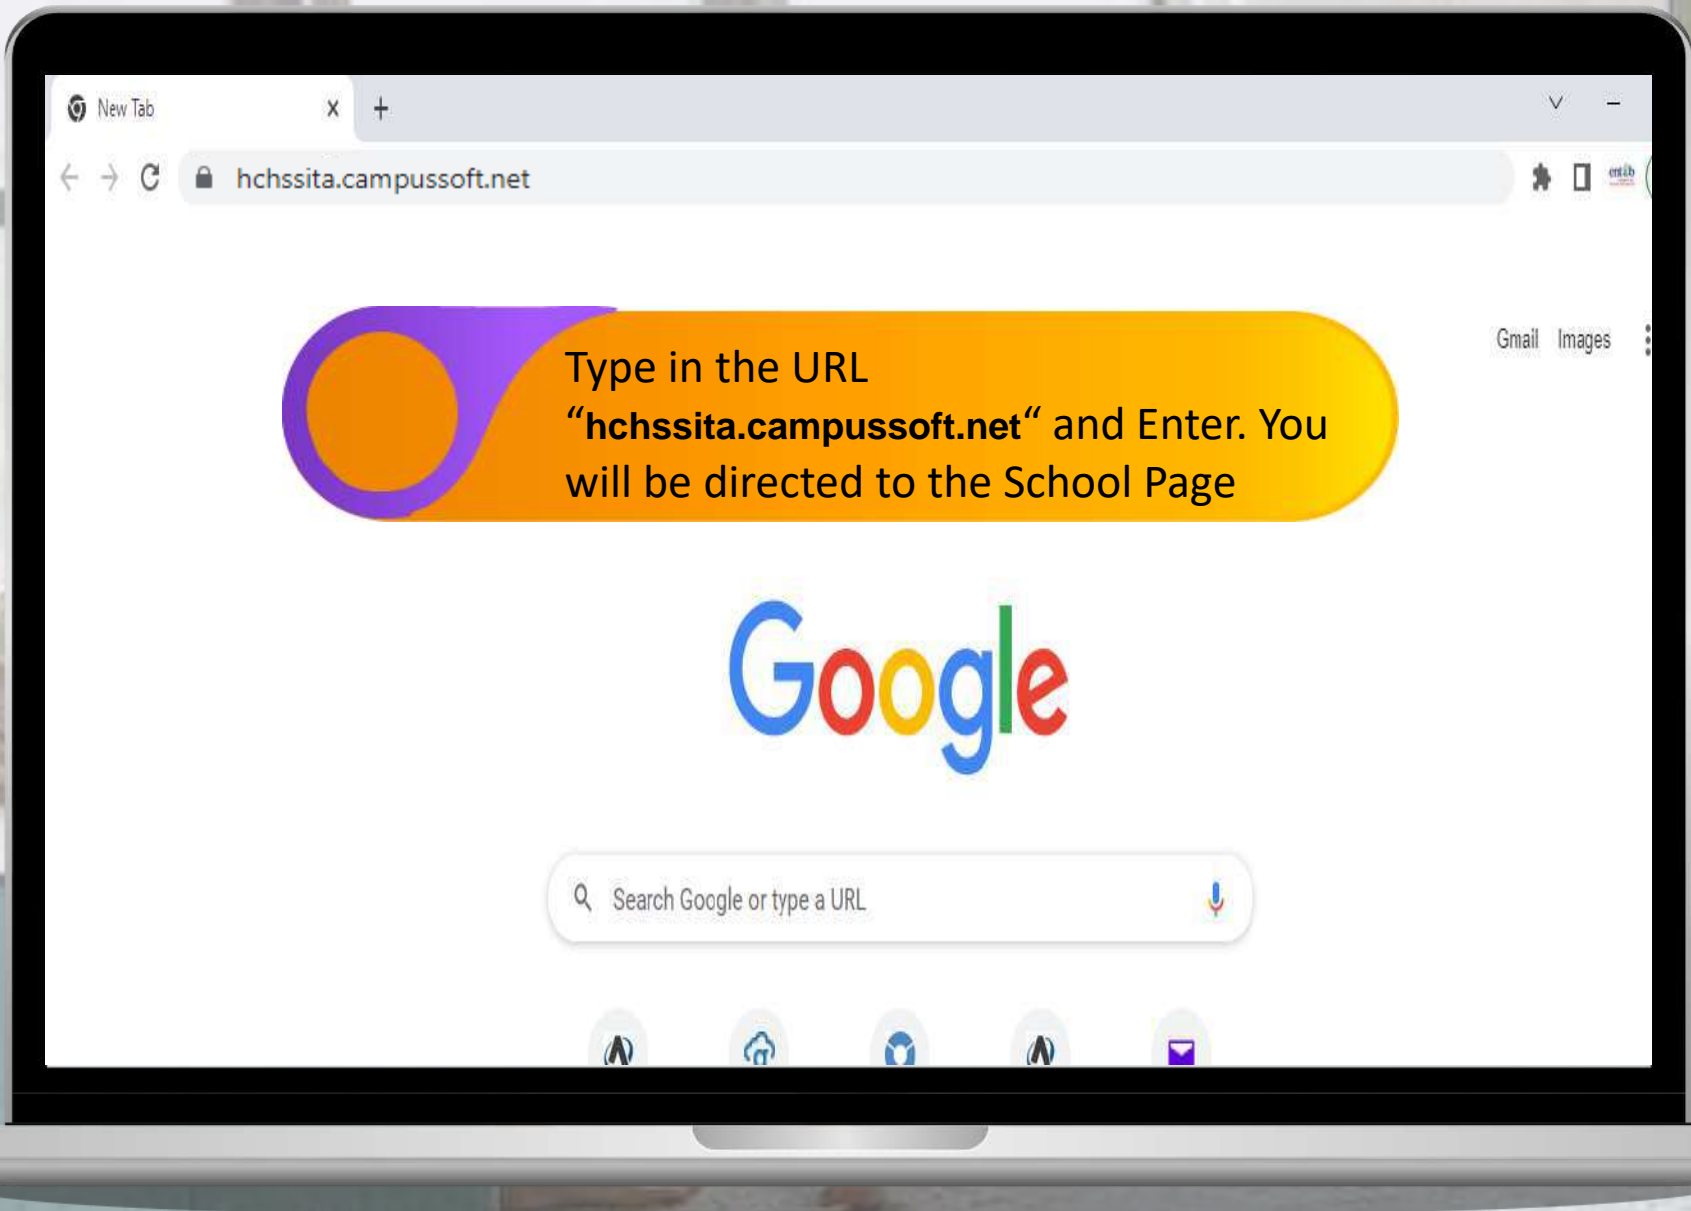 New Tab
hchssita.campussoft.net
entab
Gmail Images
Type in the URL
“hchssita.campussoft.net“ and Enter. You
will be directed to the School Page
Google
Search Google or type a URL